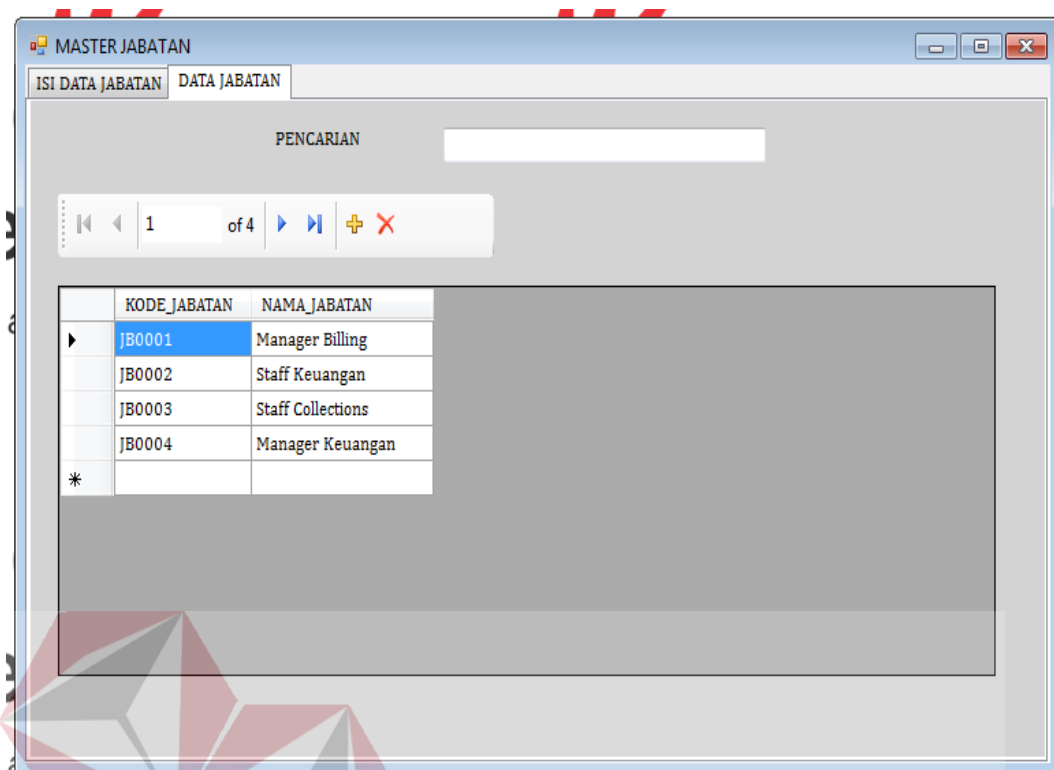 MASTER JABATAN
ISI DATA JABATAN DATA JABATAN
PENCARIAN
1 of 4
KODE_JABATAN NAMA_JABATAN
JB0001 Manager Billing
JB0002 Staff Keuangan
JB0003 Staff Collections
JB0004 Manager Keuangan